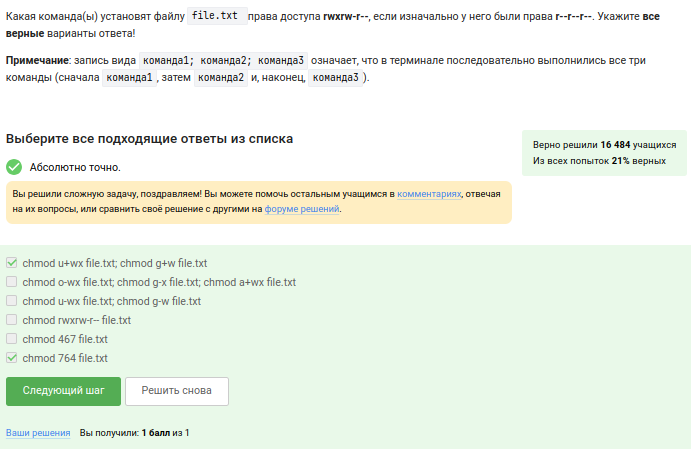 Какая команда(ы) установят файлу file.txt права доступа rwxrw-r--, если изначально у него были права r--r--r--. Укажите все
верные варианты ответа!
Примечание: запись вида команда1; команда2; команда3 означает, что в терминале последовательно выполнились все три
команды (сначала команда1, затем команда2 и, наконец, команда3).
Выберите все подходящие ответы из списка
Верно решили 16 484 учащихся
Из всех попыток 21% верных
Абсолютно точно.
Вы решили сложную задачу, поздравляем! Вы можете помочь остальным учащимся в комментариях, отвечая
на их вопросы, или сравнить своё решение с другими на форуме решений.
chmod u+wx file.txt; chmod g+w file.txt
chmod o-wx file.txt; chmod g-x file.txt; chmod a+wx file.txt
chmod u-wx file.txt; chmod g-w file.txt
chmod rwxrw-r-- file.txt
chmod 467 file.txt
chmod 764 file.txt
Следующий шаг
Решить снова
Ваши решения Вы получили: 1 балл из 1